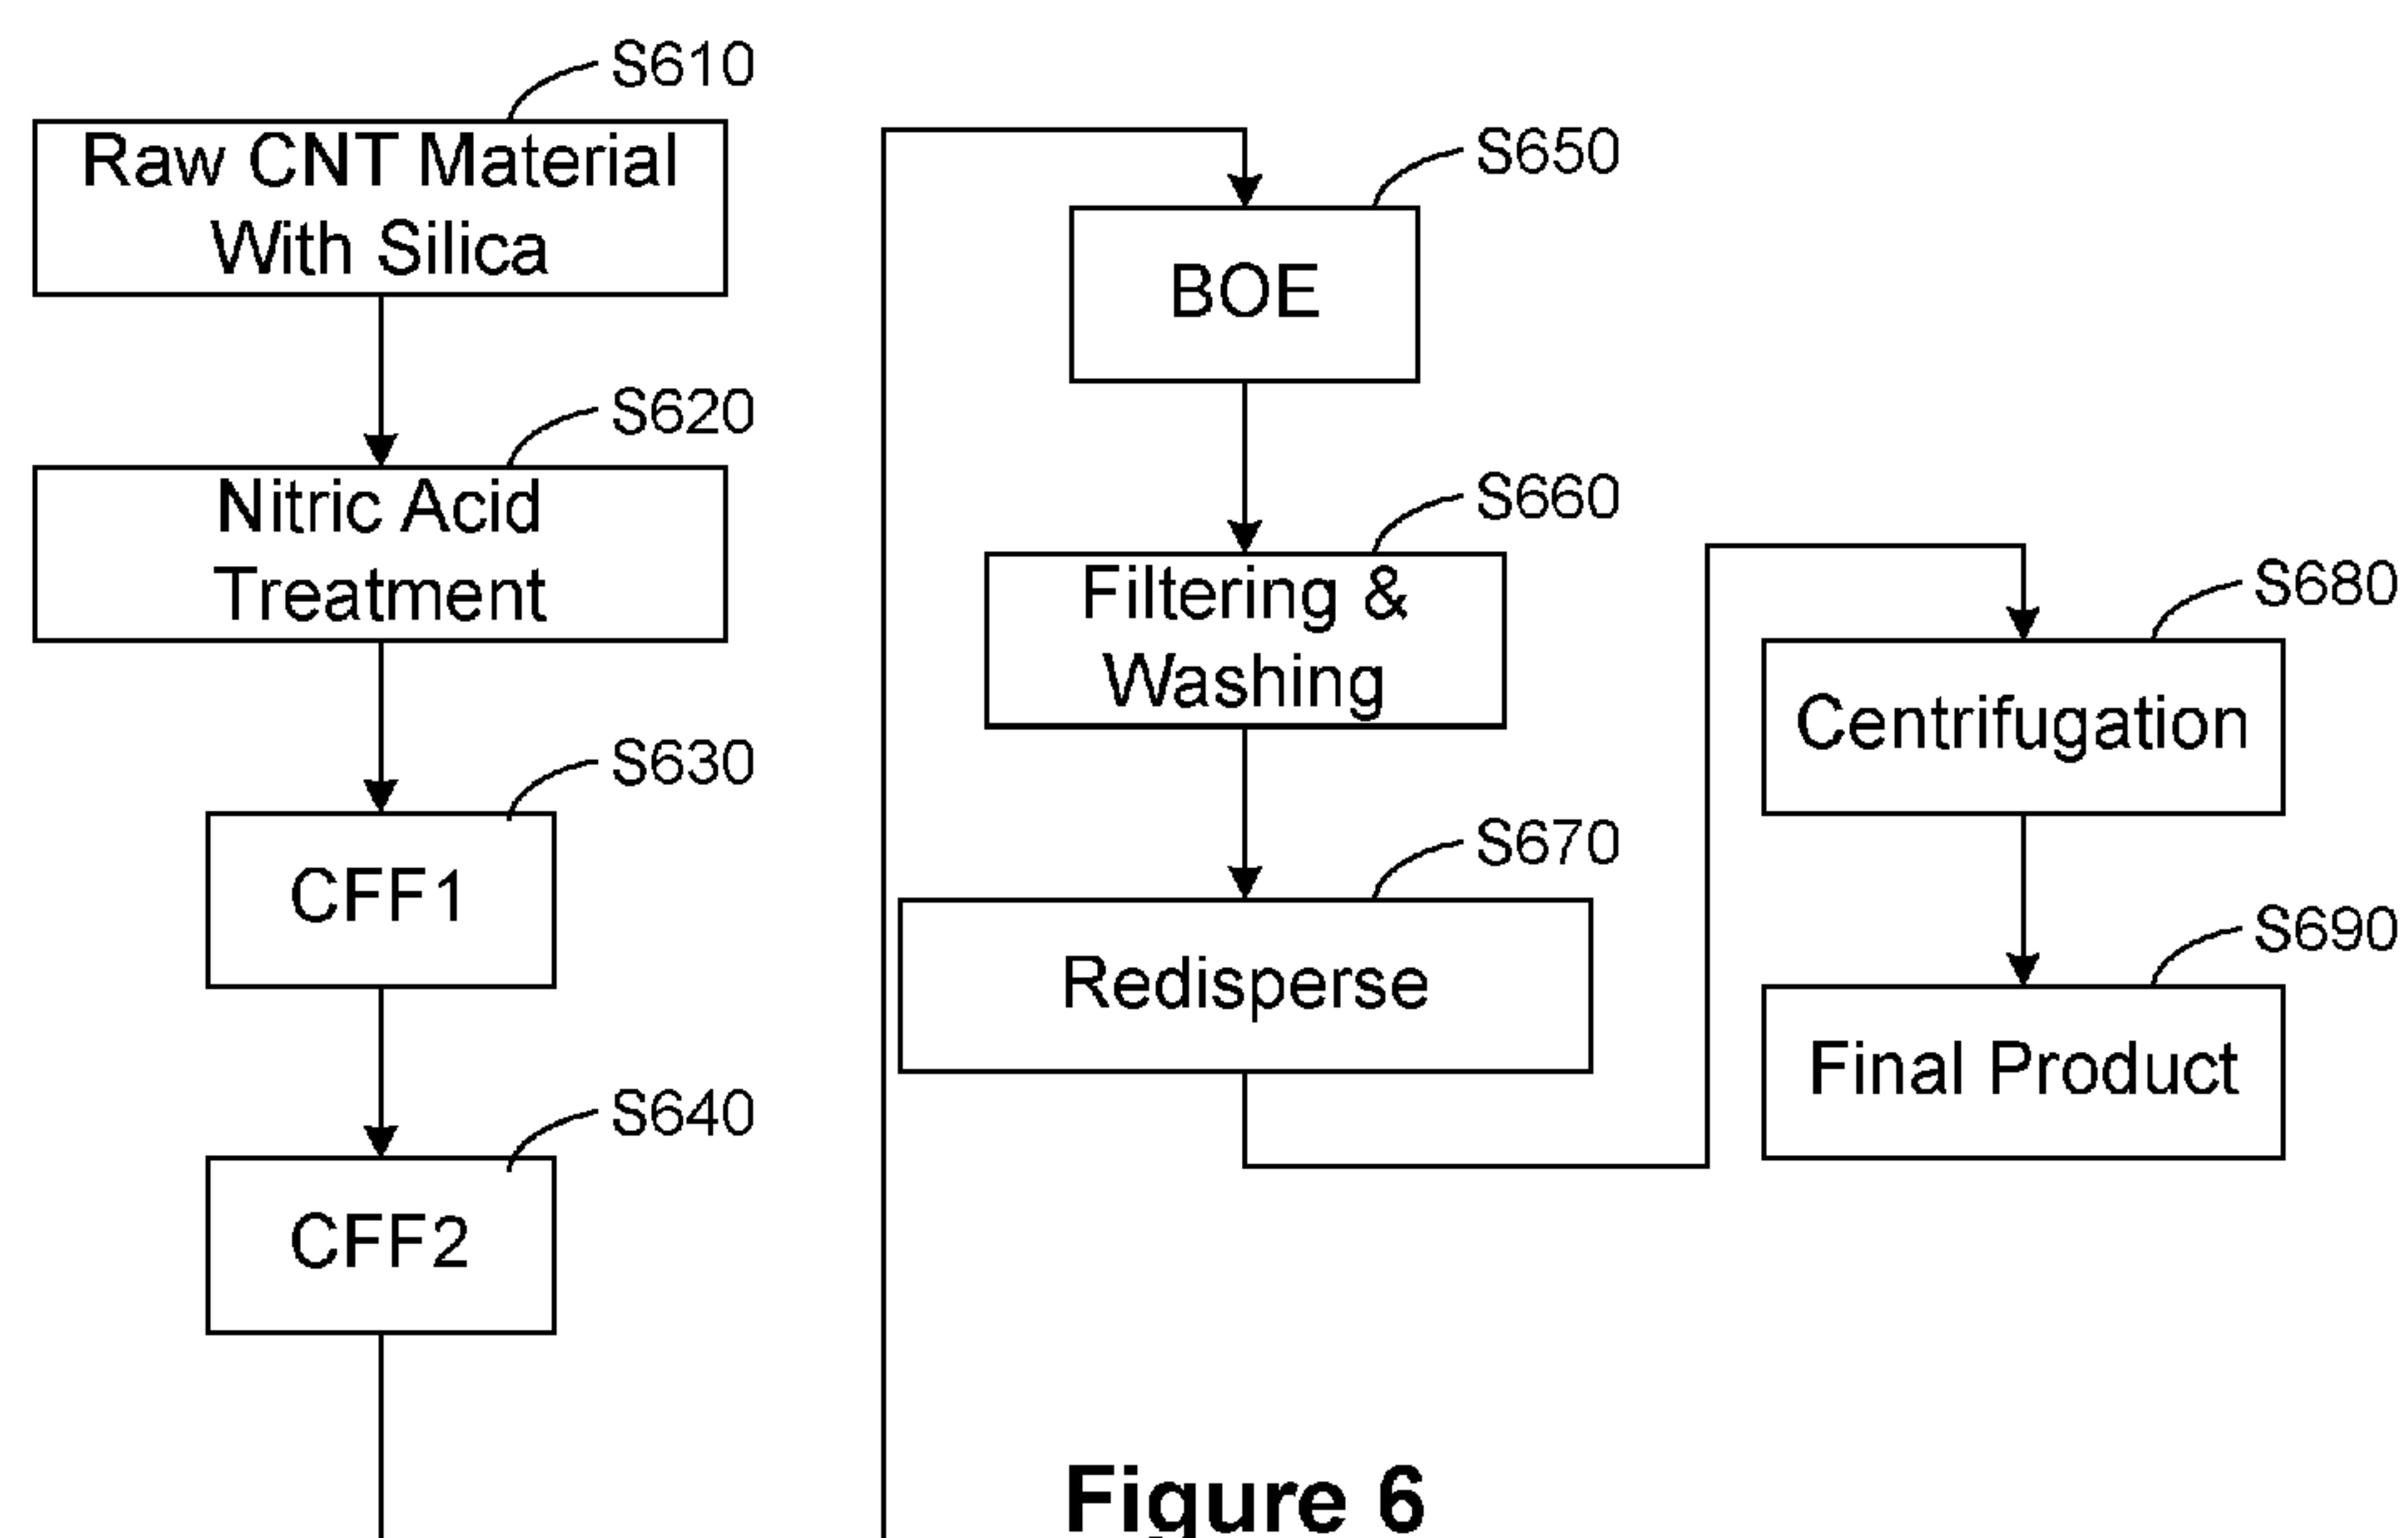 S610
Raw CNT Material
With Silica
S620
Nitric Acid
Treatment
S630
CFF1
S640
CFF2
S650
BOE
S660
Filtering &
Washing
S670
Redisperse
S680
Centrifugation
S690
Final Product
Figure 6